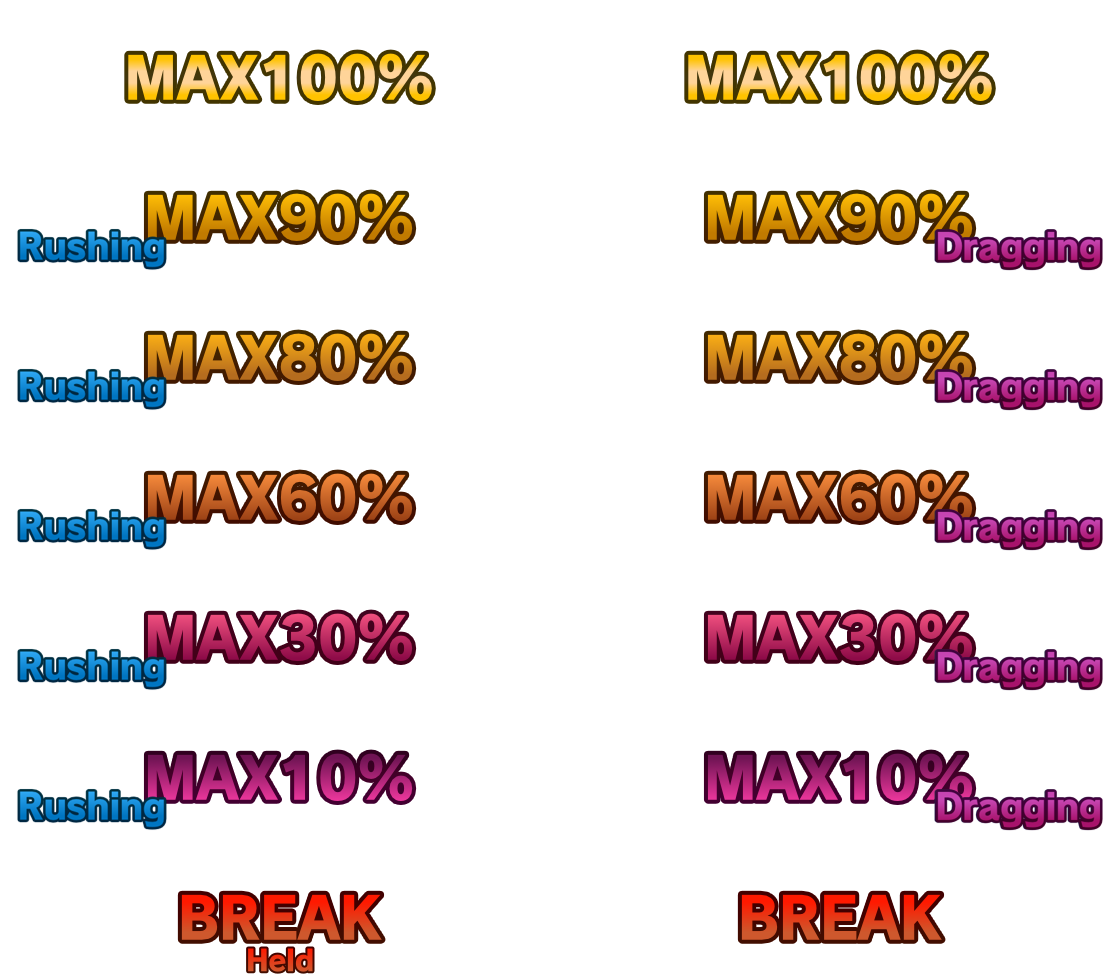 MAX100% MAX100%
MAX90% MAX90%
Rushing Dragging
MAX80% MAX80%
Rushing Dragging
MAX60% MAX60%
Rushing Dragging
MAX30% MAX30%
Rushing Dragging
MAX10% MAX10%
Rushing Dragging
BREAK BREAK
Held